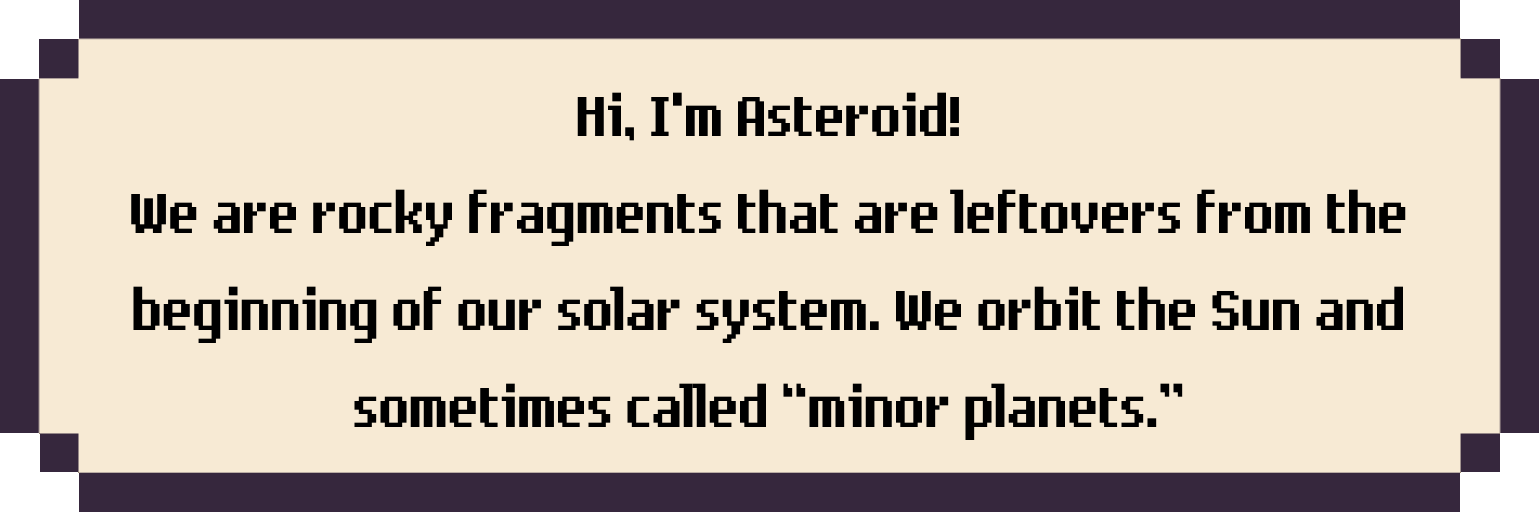 Hi, I'm Asteroid!
We are rocky fragments that are leftovers from the
beginning of our solar system. We orbit the Sun and
sometimes called “minor planets.”